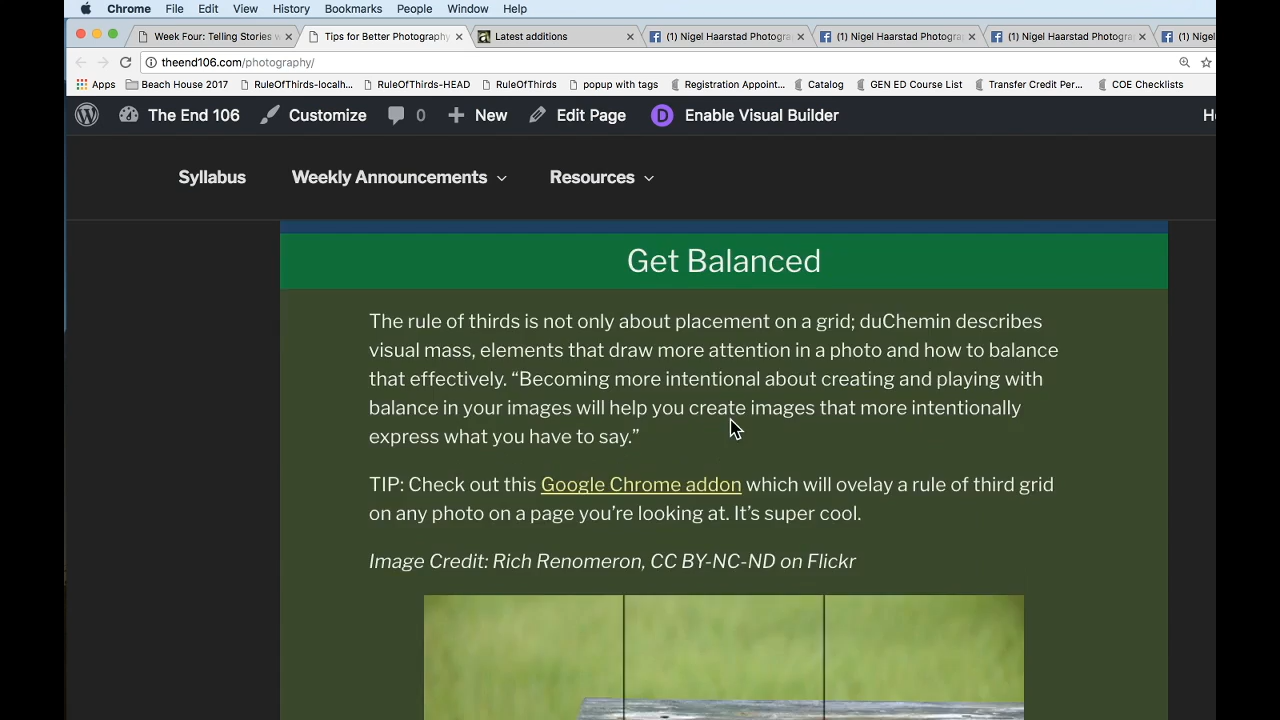 Chrome File Edit View History Bookmarks People Window Help
Week Four: Telling Stories w Tips for Better Photography Latest additions (1) Nigel Haarstad Photogra (1) Nigel Haarstad Photogra (1) Nigel Haarstad Photogra (1) Nigel
theend106.com/photography/
Apps Beach House 2017 RuleOfThirds-localh... RuleOfThirds-HEAD RuleOfThirds popup with tags Registration Appoint... Catalog GEN ED Course List Transfer Credit Per... COE Checklists
The End 106 Customize 0 New Edit Page D Enable Visual Builder
Syllabus Weekly Announcements Resources
Get Balanced
The rule of thirds is not only about placement on a grid; duChemin describes
visual mass, elements that draw more attention in a photo and how to balance
that effectively. “Becoming more intentional about creating and playing with
balance in your images will help you create images that more intentionally
express what you have to say.”
TIP: Check out this Google Chrome addon which will ovelay a rule of third grid
on any photo on a page you’re looking at. It’s super cool.
Image Credit: Rich Renomeron, CC BY-NC-ND on Flickr